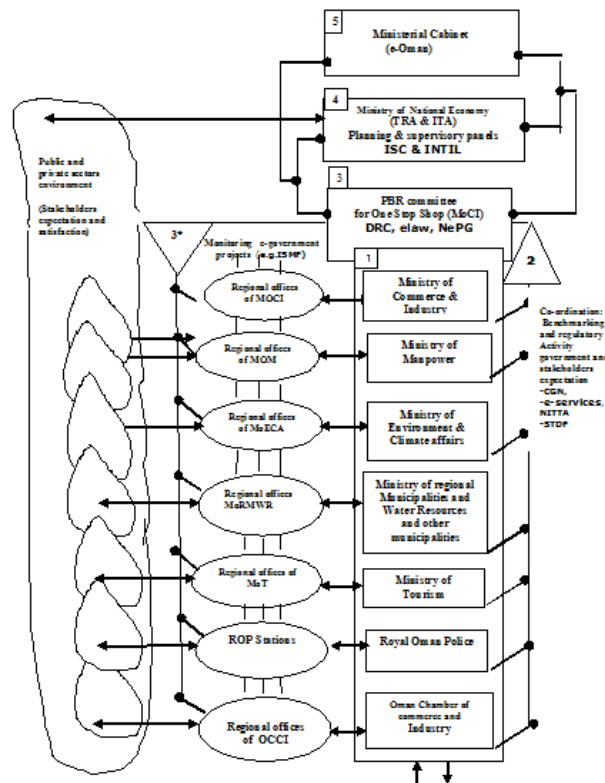 5
Ministerial Cabinet
(e-Oman)
4
Ministry of National Economy
(TRA & ITA)
Planning & supervisory panels
ISC & INTIL
3
PBR committee
for One Stop Shop (MoCI)
DRC, elaw, NePG
Public and
private sectors
environment
(Stakeholders
expectation and
satisfaction)
3*
Monitoring e-government
projects (e.g.ISMF)
1
2
Regional offices
of MOCI
Ministry of
Commerce &
Industry
Regional offices
of MOM
Ministry of
Manpower
Regional offices
of MoECA
Ministry of
Environment &
Climate affairs
Regional offices
MoRMWR
Ministry of regional
Municipalities and
Water Resources
and other
municipalities
Regional offices of
MoT
Ministry of
Tourism
ROP Stations
Royal Oman Police
Regional offices
of OCCI
Oman Chamber of
commerce and
Industry
Co-ordination:
Benchmarking
and regulatory
Activity
government and
stakeholders
expectation
-CGN,
-e-services,
NITTA
-STDF